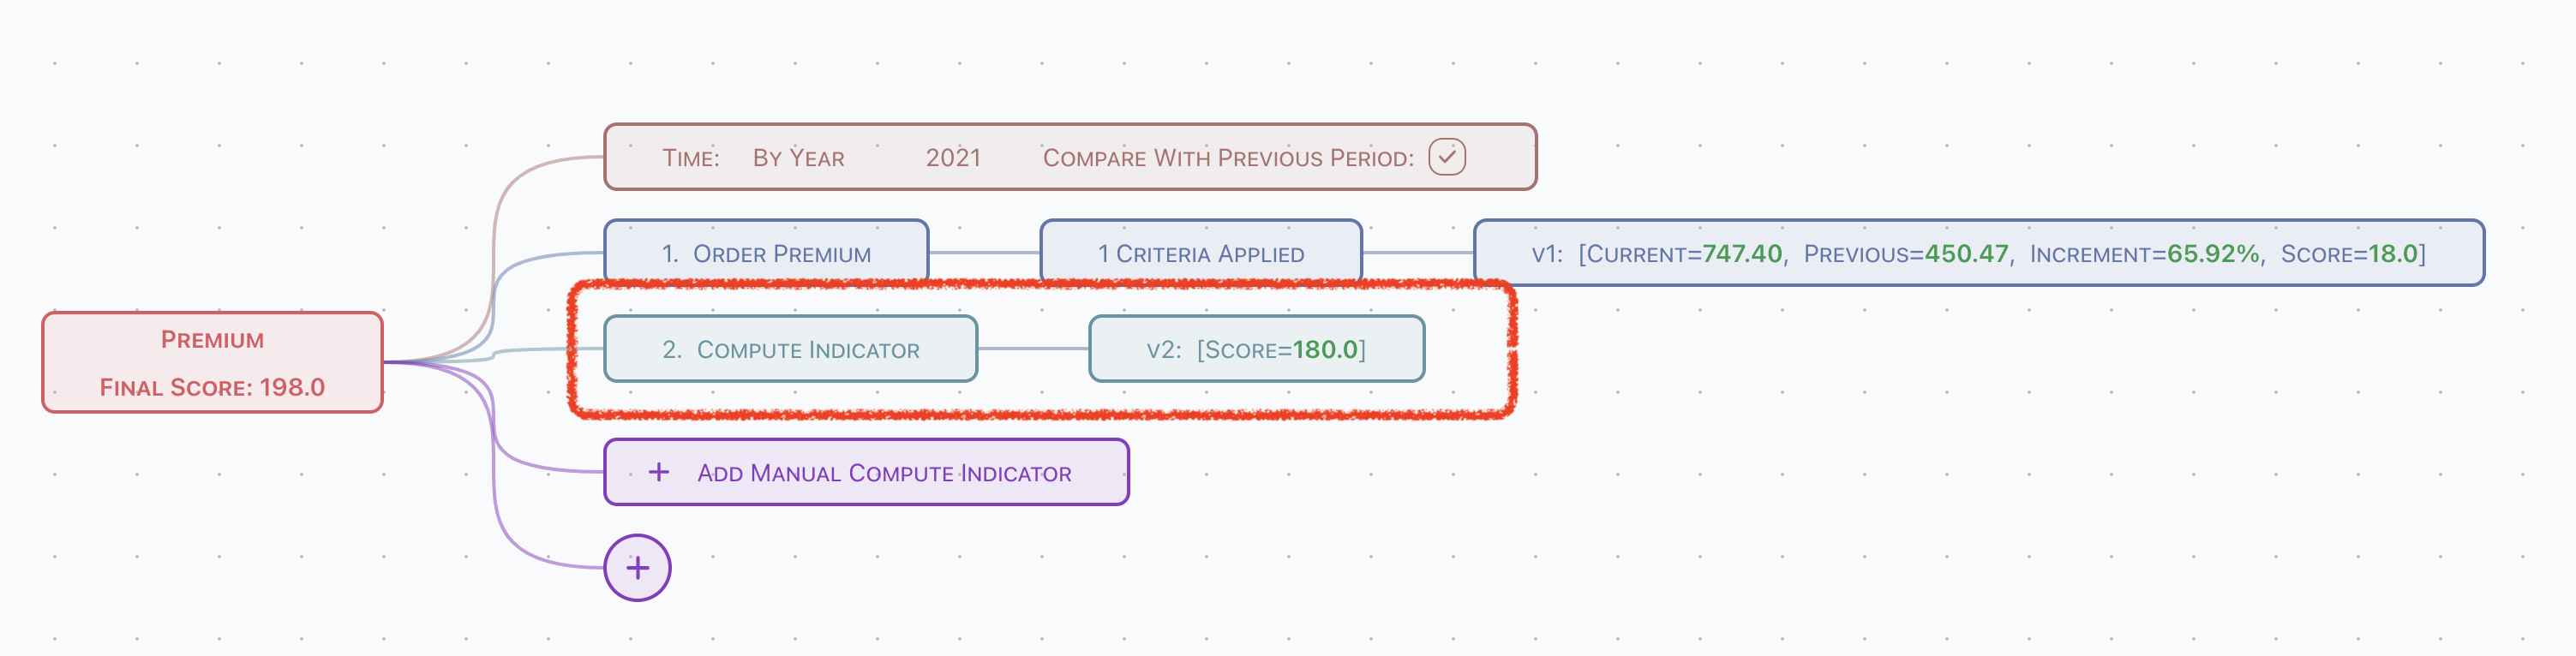 Time: By Year 2021 Compare With Previous Period:
1. Order Premium
1 Criteria Applied
v1: [Current=747.40, Previous=450.47, Increment=65.92%, Score=18.0]
Premium
Final Score: 198.0
2. Compute Indicator
v2: [Score=180.0]
+ Add Manual Compute Indicator
+